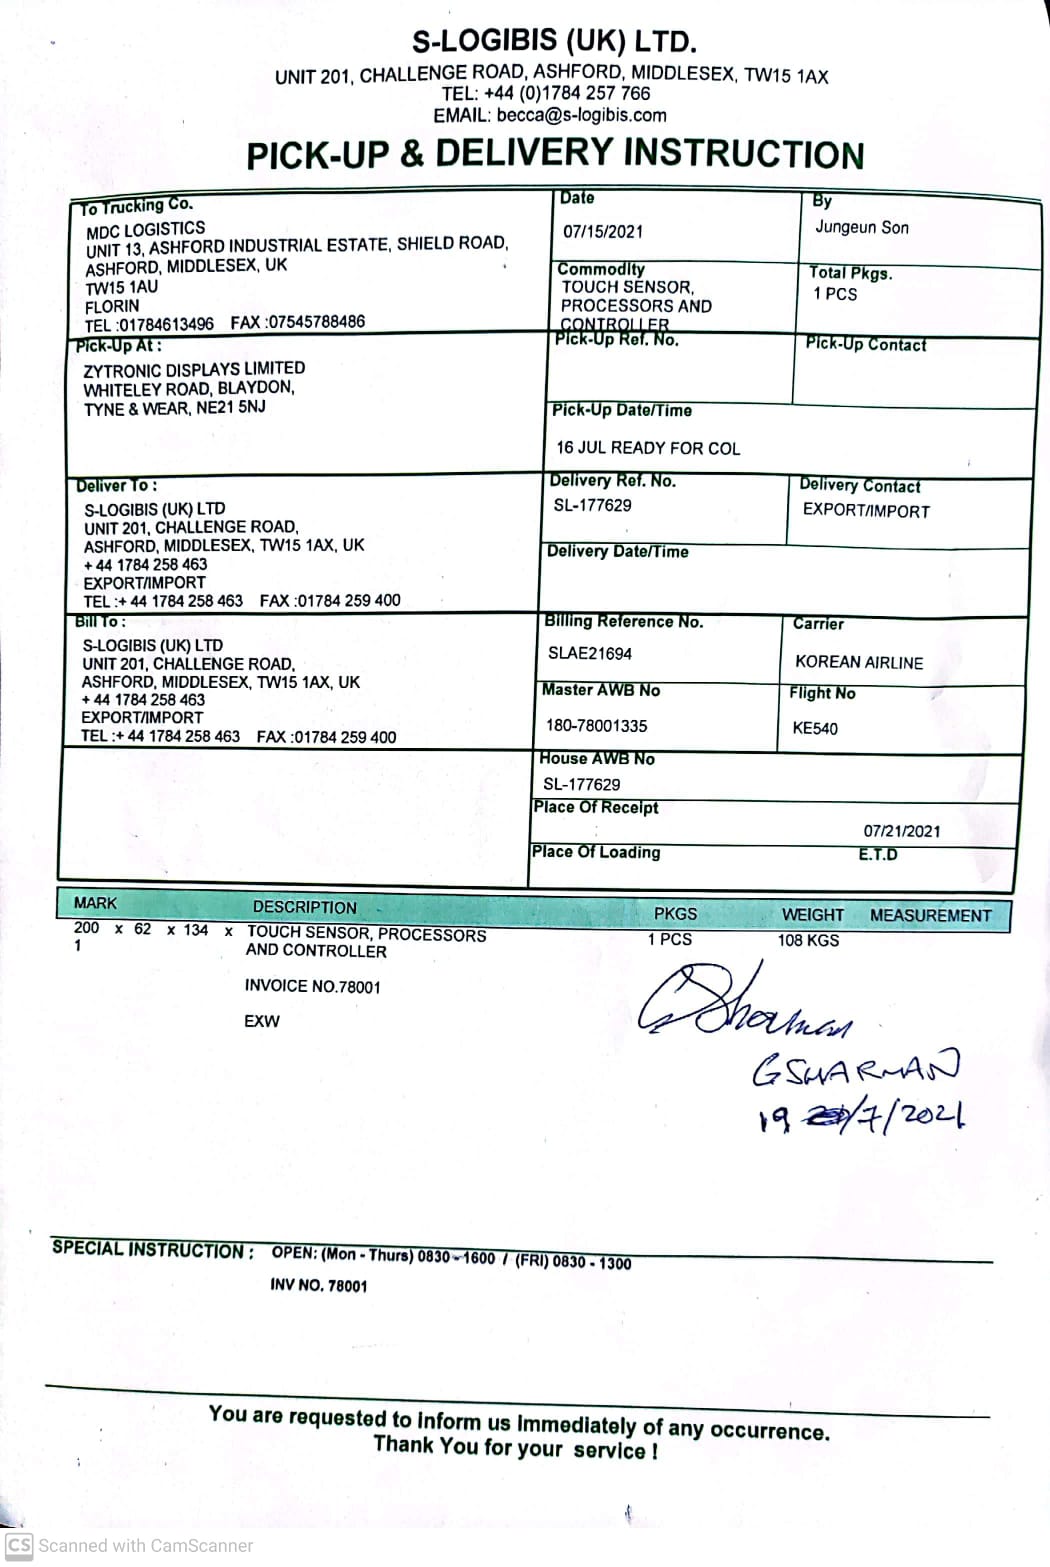 S-LOGIBIS (UK) LTD.
UNIT 201, CHALLENGE ROAD, ASHFORD, MIDDLESEX, TW15 1AX
TEL: +44 (0)1784 257 766
EMAIL: becca@s-logibis.com
PICK-UP & DELIVERY INSTRUCTION
To Trucking Co.
MDC LOGISTICS
UNIT 13, ASHFORD INDUSTRIAL ESTATE, SHIELD ROAD,
ASHFORD, MIDDLESEX, UK
TW15 1AU
FLORIN
TEL :01784613496 FAX :07545788486
Date
07/15/2021
By
Jungeun Son
Commodity
TOUCH SENSOR,
PROCESSORS AND
CONTROLLER
Total Pkgs.
1 PCS
Pick-Up At :
ZYTRONIC DISPLAYS LIMITED
WHITELEY ROAD, BLAYDON,
TYNE & WEAR, NE21 5NJ
Pick-Up Ref. No.
Pick-Up Contact
Pick-Up Date/Time
16 JUL READY FOR COL
Deliver To :
S-LOGIBIS (UK) LTD
UNIT 201, CHALLENGE ROAD,
ASHFORD, MIDDLESEX, TW15 1AX, UK
+ 44 1784 258 463
EXPORT/IMPORT
TEL :+ 44 1784 258 463 FAX :01784 259 400
Delivery Ref. No.
SL-177629
Delivery Contact
EXPORT/IMPORT
Delivery Date/Time
Bill To :
S-LOGIBIS (UK) LTD
UNIT 201, CHALLENGE ROAD,
ASHFORD, MIDDLESEX, TW15 1AX, UK
+ 44 1784 258 463
EXPORT/IMPORT
TEL :+ 44 1784 258 463 FAX :01784 259 400
Billing Reference No.
SLAE21694
Carrier
KOREAN AIRLINE
Master AWB No
180-78001335
Flight No
KE540
House AWB No
SL-177629
Place Of Receipt
07/21/2021
Place Of Loading E.T.D
MARK DESCRIPTION PKGS WEIGHT MEASUREMENT
200 x 62 x 134 x TOUCH SENSOR, PROCESSORS 1 PCS 108 KGS
1 AND CONTROLLER
INVOICE NO.78001
EXW
GSharman
G SHARMAN
19 /7/2021
SPECIAL INSTRUCTION : OPEN: (Mon - Thurs) 0830 - 1600 / (FRI) 0830 - 1300
INV NO. 78001
You are requested to inform us immediately of any occurrence.
Thank You for your service !
CS Scanned with CamScanner